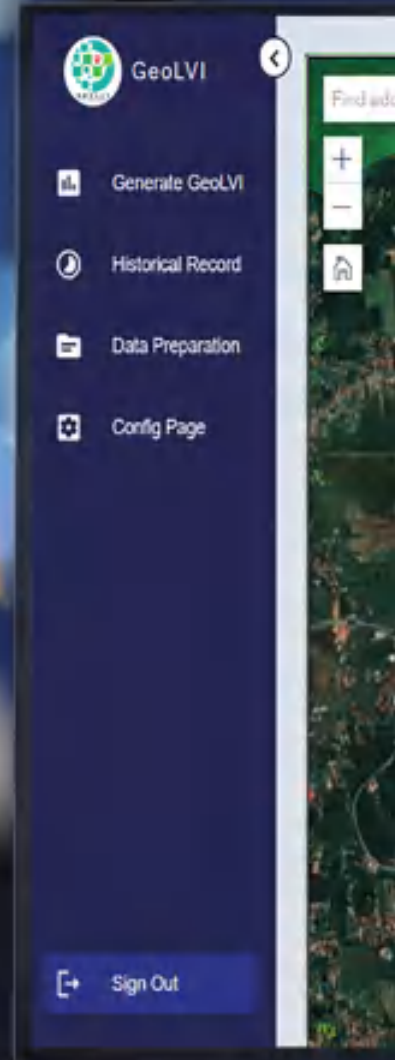 GeoLVI
Generate GeoLVI
Historical Record
Data Preparation
Config Page
Sign Out
Find add